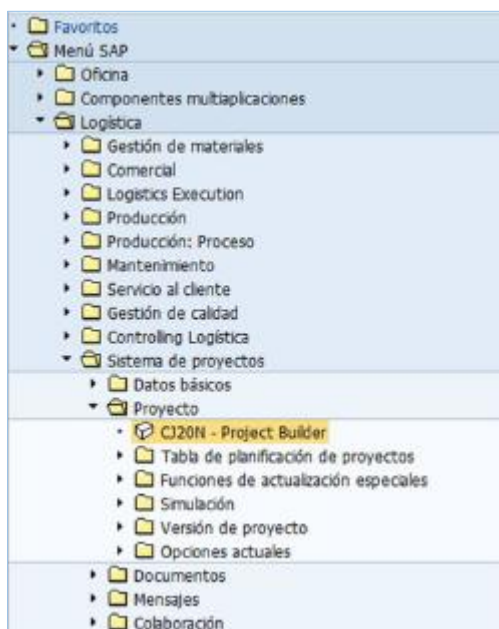 Favoritos
Menú SAP
Oficina
Componentes multiaplicaciones
Logística
Gestión de materiales
Comercial
Logistics Execution
Producción
Producción: Proceso
Mantenimiento
Servicio al cliente
Gestión de calidad
Controlling Logística
Sistema de proyectos
Datos básicos
Proyecto
CJ20N - Project Builder
Tabla de planificación de proyectos
Funciones de actualización especiales
Simulación
Versión de proyecto
Opciones actuales
Documentos
Mensajes
Colaboración